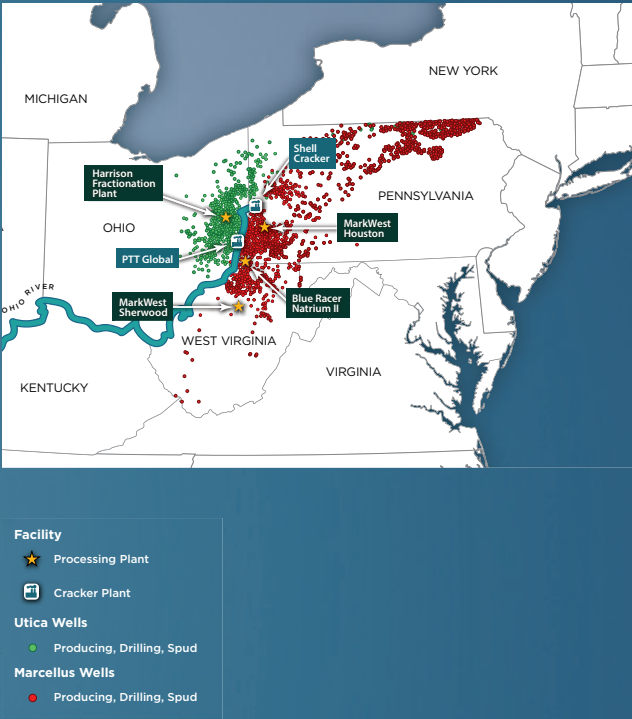 NEW YORK
MICHIGAN
Shell
Cracker
Harrison
Fractionation
Plant
PENNSYLVANIA
OHIO
MarkWest
Houston
PTT Global
OHIO RIVER
MarkWest
Sherwood
Blue Racer
Natrium II
WEST VIRGINIA
VIRGINIA
KENTUCKY
Facility
Processing Plant
Cracker Plant
Utica Wells
Producing, Drilling, Spud
Marcellus Wells
Producing, Drilling, Spud